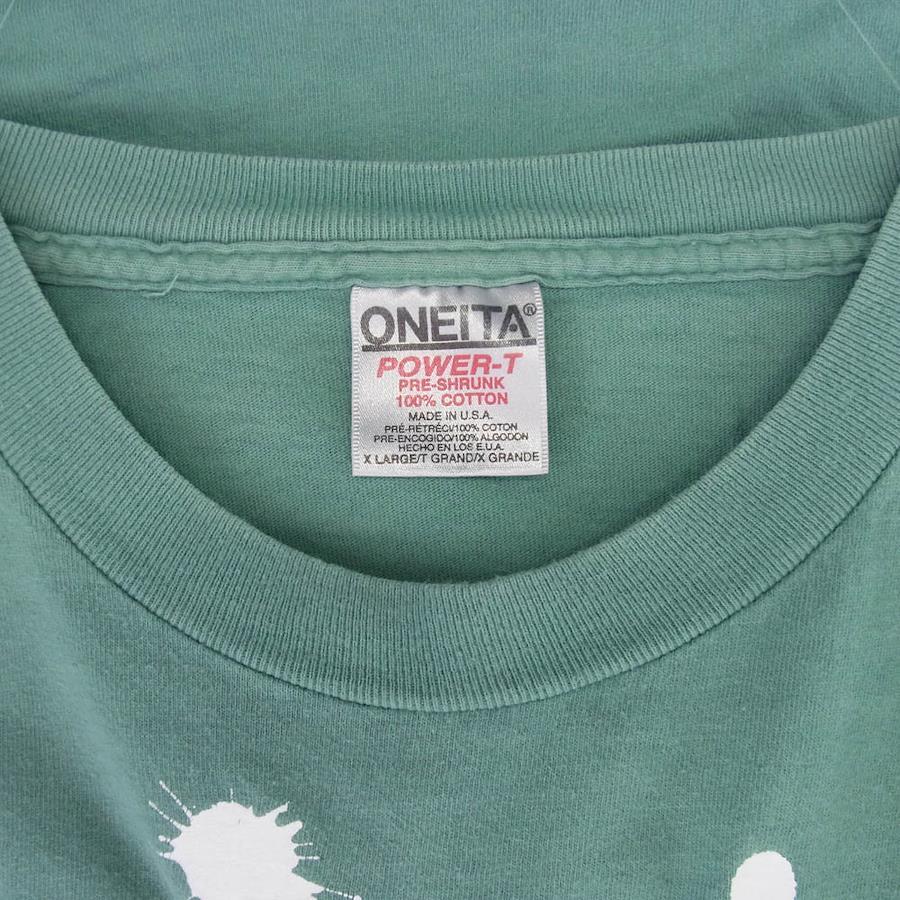 ONEITA®
POWER-T
PRE-SHRUNK
100% COTTON
MADE IN U.S.A.
PRÉ-RÉTRÉCI/100% COTON
PRE-ENCOGIDO/100% ALGODON
HECHO EN LOS E.U.A.
X LARGE/T GRAND/X GRANDE